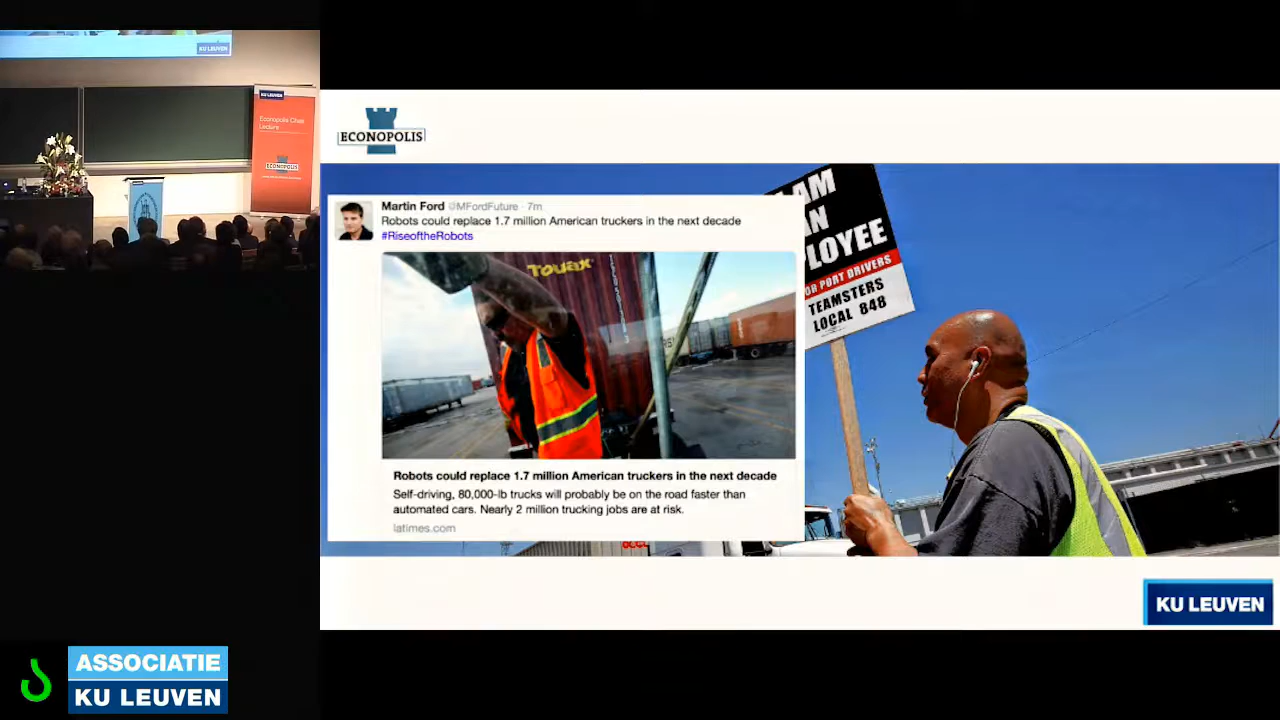 KU LEUVEN
KU LEUVEN
Econopolis Chair
Lecture
ECONOPOLIS
ECONOPOLIS
Martin Ford @MFordFuture · 7m
Robots could replace 1.7 million American truckers in the next decade
#RiseoftheRobots
Touax
Robots could replace 1.7 million American truckers in the next decade
Self-driving, 80,000-lb trucks will probably be on the road faster than
automated cars. Nearly 2 million trucking jobs are at risk.
latimes.com
AM
AN
LOYEE
OR PORT DRIVERS
TEAMSTERS
LOCAL 848
KU LEUVEN
ASSOCIATIE
KU LEUVEN